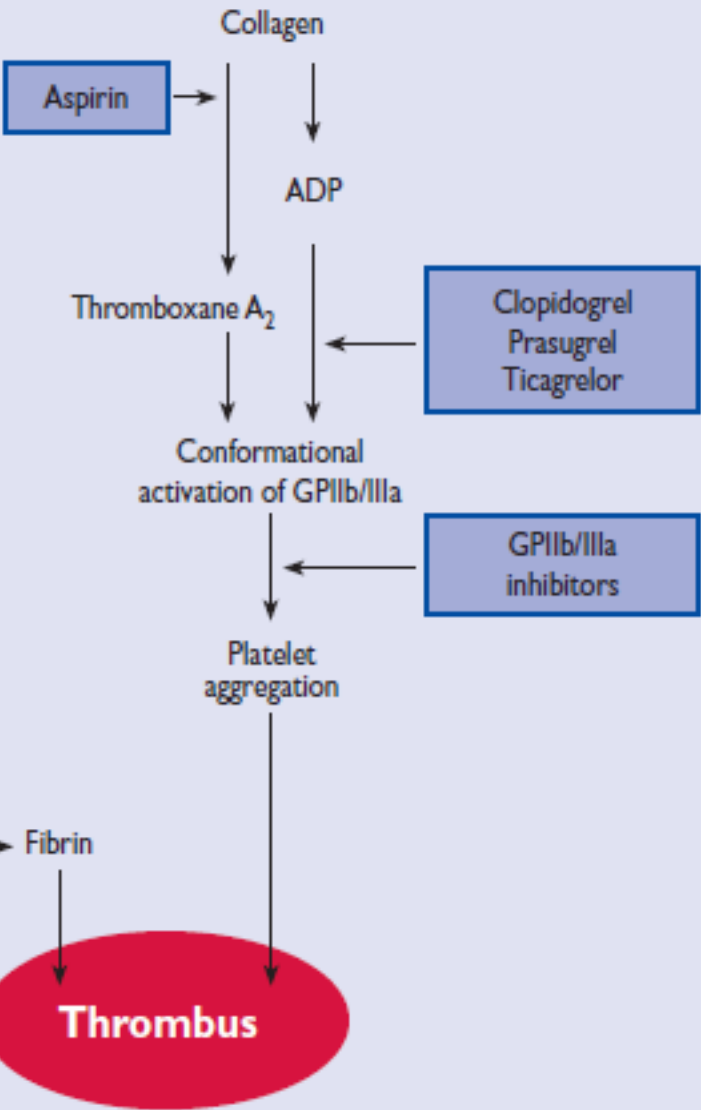 Collagen
Aspirin
ADP
Thromboxane A₂
Clopidogrel
Prasugrel
Ticagrelor
Conformational
activation of GPIIb/IIIa
GPIIb/IIIa
inhibitors
Platelet
aggregation
Fibrin
Thrombus